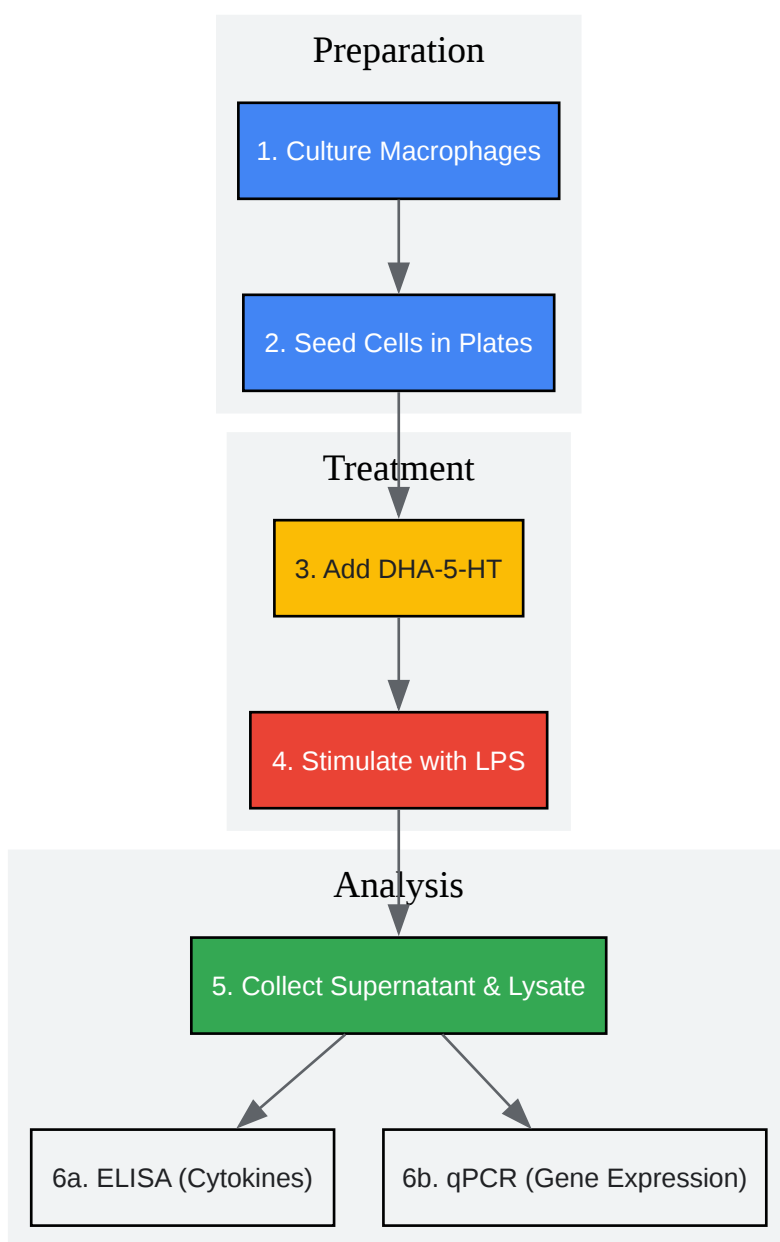 Preparation
1. Culture Macrophages
2. Seed Cells in Plates
Treatment
3. Add DHA-5-HT
4. Stimulate with LPS
Analysis
5. Collect Supernatant & Lysate
6a. ELISA (Cytokines)
6b. qPCR (Gene Expression)